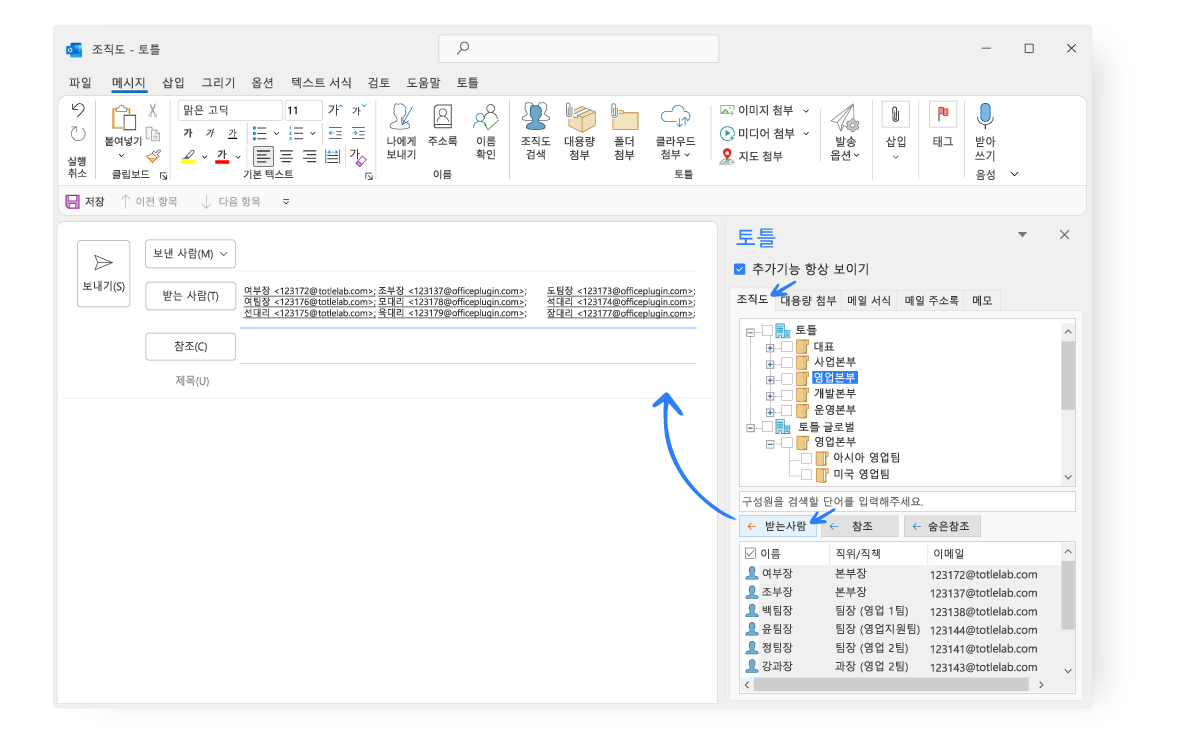 조직도 - 토틀
파일 메시지 삽입 그리기 옵션 텍스트 서식 검토 도움말 토틀
실행 취소
붙여넣기
클립보드
맑은 고딕 11
가 가
가 가 가
가 가
기본 텍스트
나에게 보내기
주소록
이름 확인
이름
조직도 검색
대용량 첨부
폴더 첨부
클라우드 첨부
이미지 첨부
미디어 첨부
지도 첨부
토틀
발송 옵션
삽입
태그
받아 쓰기
음성
저장 이전 항목 다음 항목
보내기(S)
보낸 사람(M)
받는 사람(T)
여부장 <123172@totlelab.com>; 조부장 <123137@officeplugin.com>; 도팀장 <123173@officeplugin.com>;
여팀장 <123176@totlelab.com>; 모대리 <123178@officeplugin.com>; 석대리 <123174@officeplugin.com>;
선대리 <123175@totlelab.com>; 육대리 <123179@officeplugin.com>; 장대리 <123177@officeplugin.com>;
참조(C)
제목(U)
토틀
추가기능 항상 보이기
조직도 대용량 첨부 메일 서식 메일 주소록 메모
토틀
대표
사업본부
영업본부
개발본부
운영본부
토틀 글로벌
영업본부
아시아 영업팀
미국 영업팀
구성원을 검색할 단어를 입력해주세요.
← 받는사람 ← 참조 ← 숨은참조
이름 직위/직책 이메일
여부장 본부장 123172@totlelab.com
조부장 본부장 123137@totlelab.com
백팀장 팀장 (영업 1팀) 123138@totlelab.com
윤팀장 팀장 (영업지원팀) 123144@totlelab.com
정팀장 팀장 (영업 2팀) 123141@totlelab.com
강과장 과장 (영업 2팀) 123143@totlelab.com